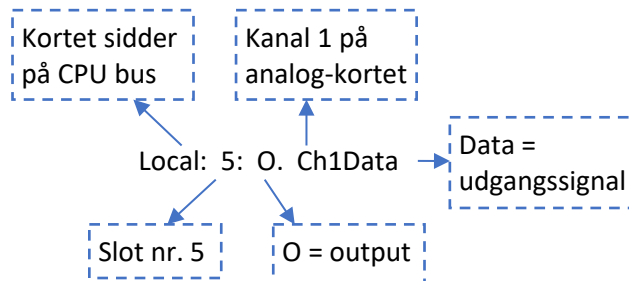 Kortet sidder
på CPU bus
Kanal 1 på
analog-kortet
Local: 5: O. Ch1Data
Data =
udgangssignal
Slot nr. 5
O = output